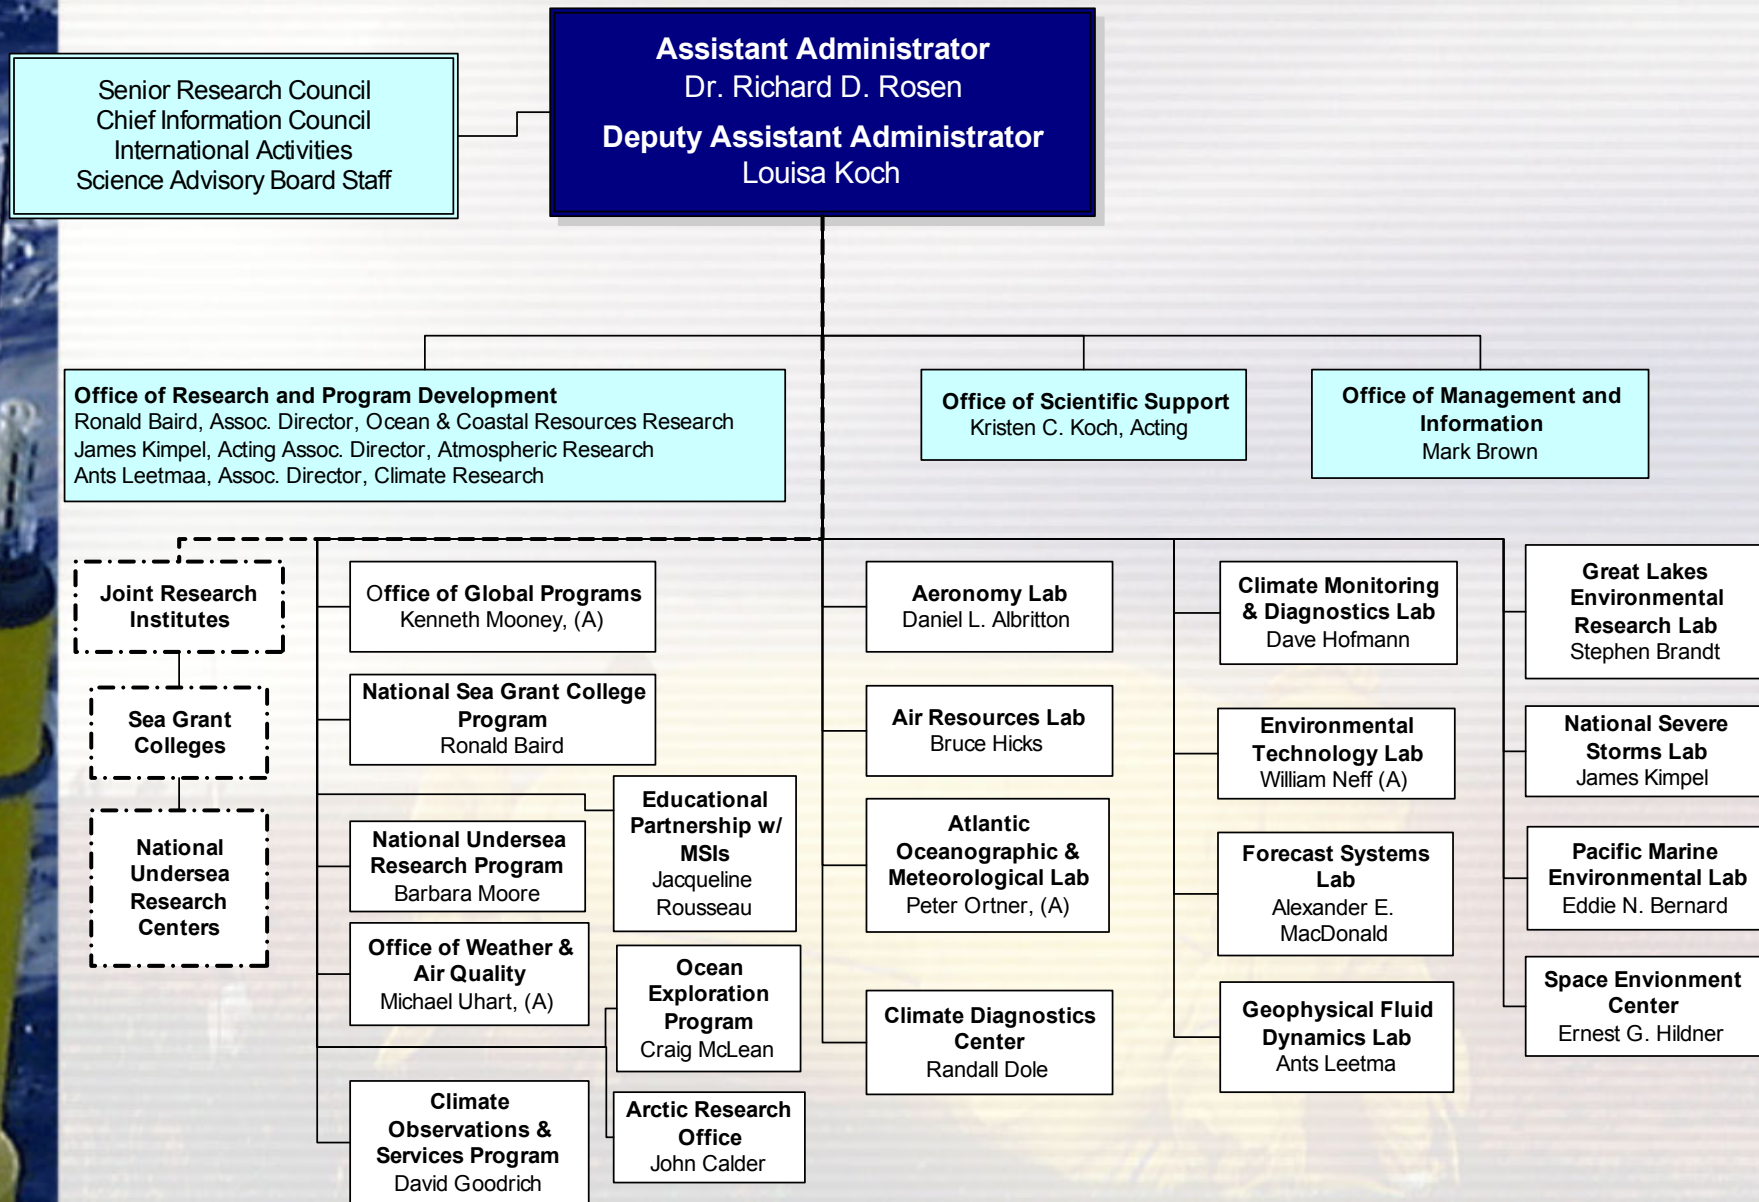 Assistant Administrator
Dr. Richard D. Rosen
Deputy Assistant Administrator
Louisa Koch
Senior Research Council
Chief Information Council
International Activities
Science Advisory Board Staff
Office of Research and Program Development
Ronald Baird, Assoc. Director, Ocean & Coastal Resources Research
James Kimpel, Acting Assoc. Director, Atmospheric Research
Ants Leetmaa, Assoc. Director, Climate Research
Office of Scientific Support
Kristen C. Koch, Acting
Office of Management and
Information
Mark Brown
Joint Research
Institutes
Sea Grant
Colleges
National
Undersea
Research
Centers
Office of Global Programs
Kenneth Mooney, (A)
National Sea Grant College
Program
Ronald Baird
Educational
Partnership w/
MSIs
Jacqueline
Rousseau
National Undersea
Research Program
Barbara Moore
Office of Weather &
Air Quality
Michael Uhart, (A)
Ocean
Exploration
Program
Craig McLean
Climate
Observations &
Services Program
David Goodrich
Arctic Research
Office
John Calder
Aeronomy Lab
Daniel L. Albritton
Air Resources Lab
Bruce Hicks
Atlantic
Oceanographic &
Meteorological Lab
Peter Ortner, (A)
Climate Diagnostics
Center
Randall Dole
Climate Monitoring
& Diagnostics Lab
Dave Hofmann
Environmental
Technology Lab
William Neff (A)
Forecast Systems
Lab
Alexander E.
MacDonald
Geophysical Fluid
Dynamics Lab
Ants Leetma
Great Lakes
Environmental
Research Lab
Stephen Brandt
National Severe
Storms Lab
James Kimpel
Pacific Marine
Environmental Lab
Eddie N. Bernard
Space Envionment
Center
Ernest G. Hildner